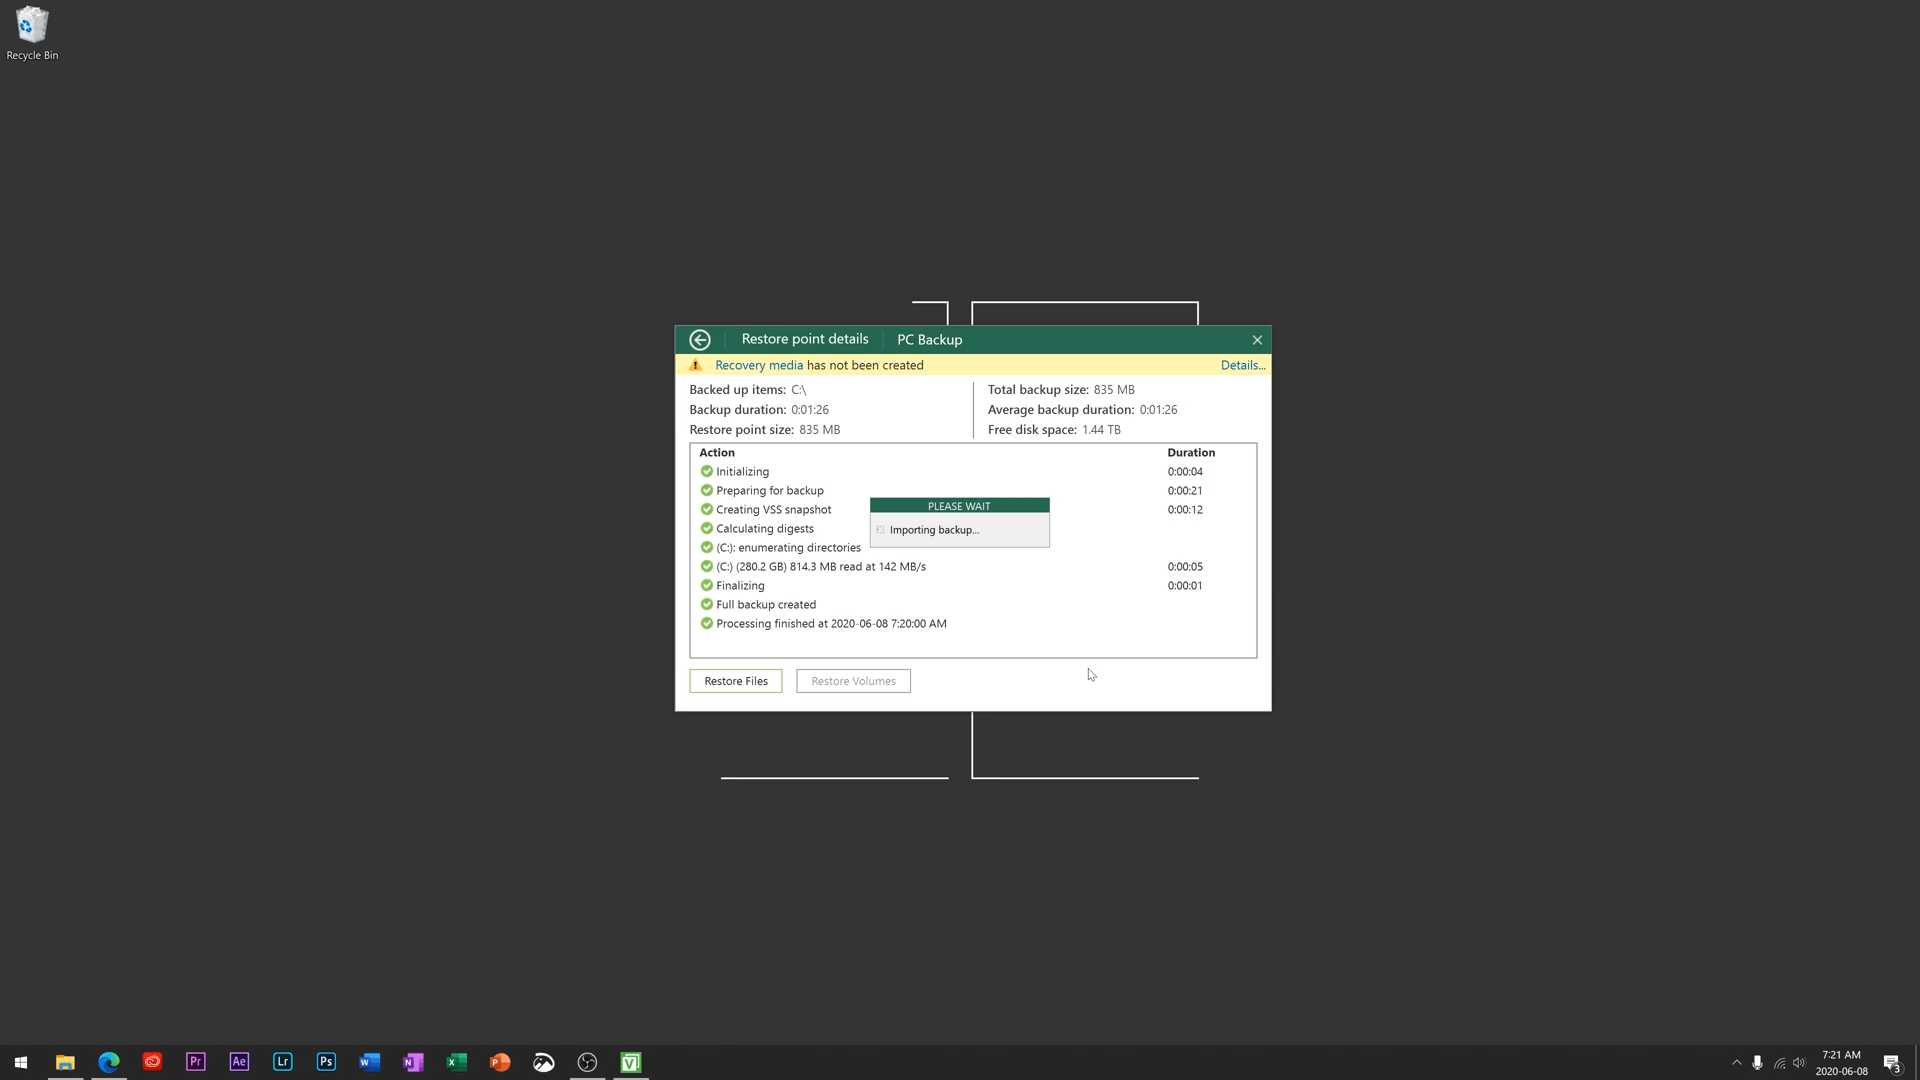 Recycle Bin
Restore point details
PC Backup
Recovery media has not been created
Details...
Backed up items: C:\
Backup duration: 0:01:26
Restore point size: 835 MB
Total backup size: 835 MB
Average backup duration: 0:01:26
Free disk space: 1.44 TB
Action Duration
Initializing 0:00:04
Preparing for backup 0:00:21
Creating VSS snapshot 0:00:12
Calculating digests
(C:): enumerating directories
(C:) (280.2 GB) 814.3 MB read at 142 MB/s 0:00:05
Finalizing 0:00:01
Full backup created
Processing finished at 2020-06-08 7:20:00 AM
PLEASE WAIT
Importing backup...
Restore Files
Restore Volumes
Pr
Ae
Lr
Ps
W
N
X
P
V
7:21 AM
2020-06-08
3